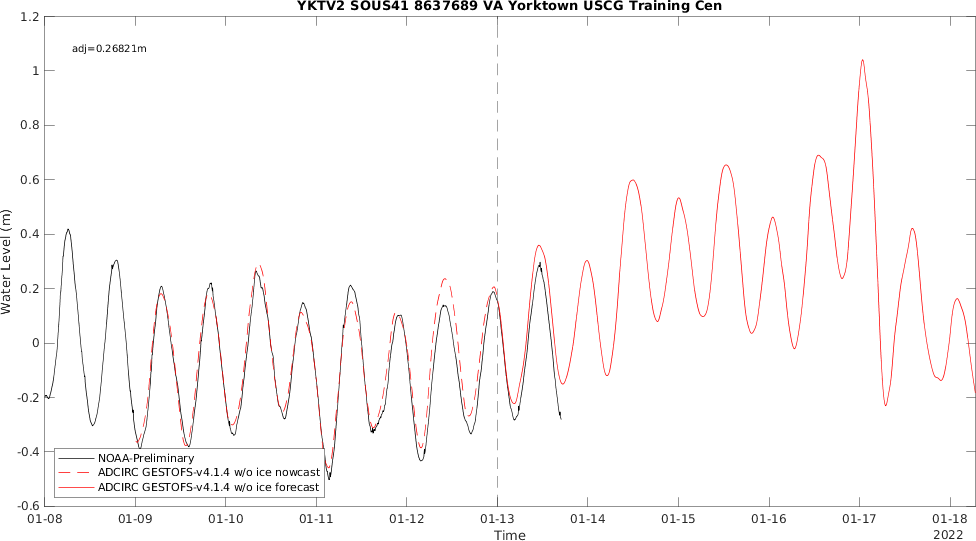 YKTV2 SOUS41 8637689 VA Yorktown USCG Training Cen
adj=0.26821m
Water Level (m)
1.2
1
0.8
0.6
0.4
0.2
0
-0.2
-0.4
-0.6
NOAA-Preliminary
ADCIRC GESTOFS-v4.1.4 w/o ice nowcast
ADCIRC GESTOFS-v4.1.4 w/o ice forecast
01-08 01-09 01-10 01-11 01-12 01-13 01-14 01-15 01-16 01-17 01-18
Time
2022